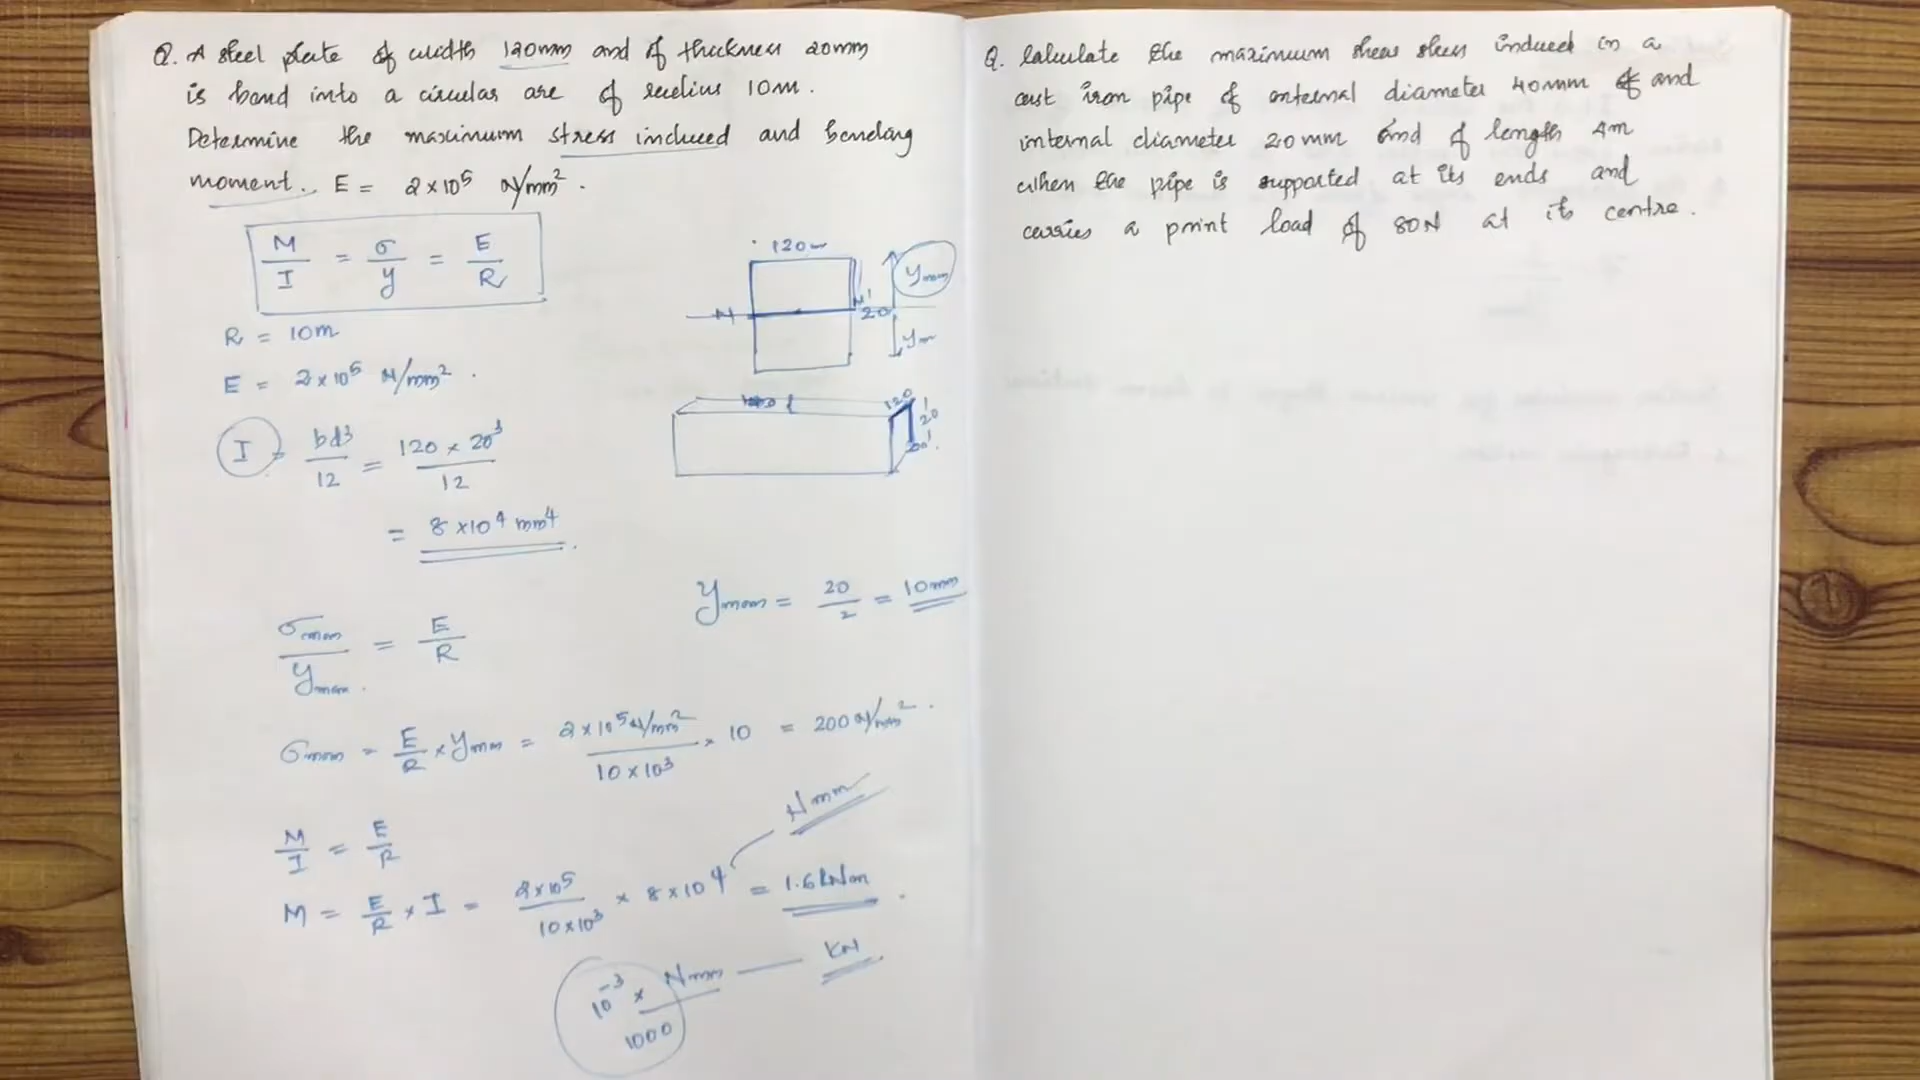 Q. A steel plate of width 120mm and of thickness 20mm
is bend into a circular arc of radius 10m.
Determine the maximum stress induced and bending
moment. E = 2×10⁵ N/mm².
M/I = σ/y = E/R
R = 10m
E = 2×10⁵ N/mm².
I = bd³/12 = 120 × 20³/12
= 8×10⁴ mm⁴.
120
N
20
ymax
120
20
ymax = 20/2 = 10mm
σmax/ymax = E/R
σmax = E/R × ymax = 2×10⁵ N/mm²/10×10³ × 10 = 200 N/mm².
M/I = E/R
Nmm
M = E/R × I = 2×10⁵/10×10³ × 8×10⁴ = 1.6 kNm.
10⁻³ × Nmm/1000 — KN
Q. Calculate the maximum shear stress induced in a
cast iron pipe of external diameter 40mm and
internal diameter 20mm and of length 4m
when the pipe is supported at its ends and
carries a point load of 80N at its centre.